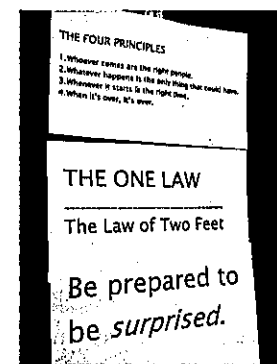 THE FOUR PRINCIPLES
1. Whoever comes are the right people.
2. Whatever happens is the only thing that could have.
3. Whenever it starts is the right time.
4. When it's over, it's over.
THE ONE LAW
The Law of Two Feet
Be prepared to
be surprised.